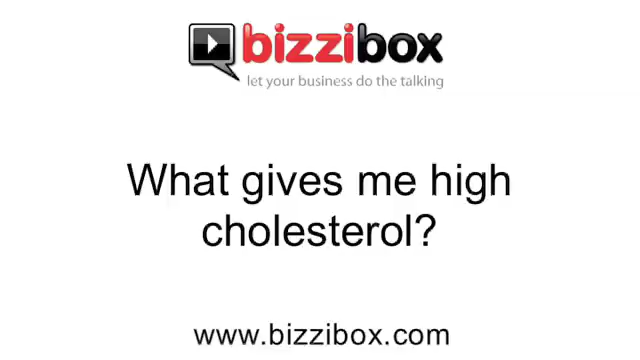 bizzibox
let your business do the talking
What gives me high
cholesterol?
www.bizzibox.com